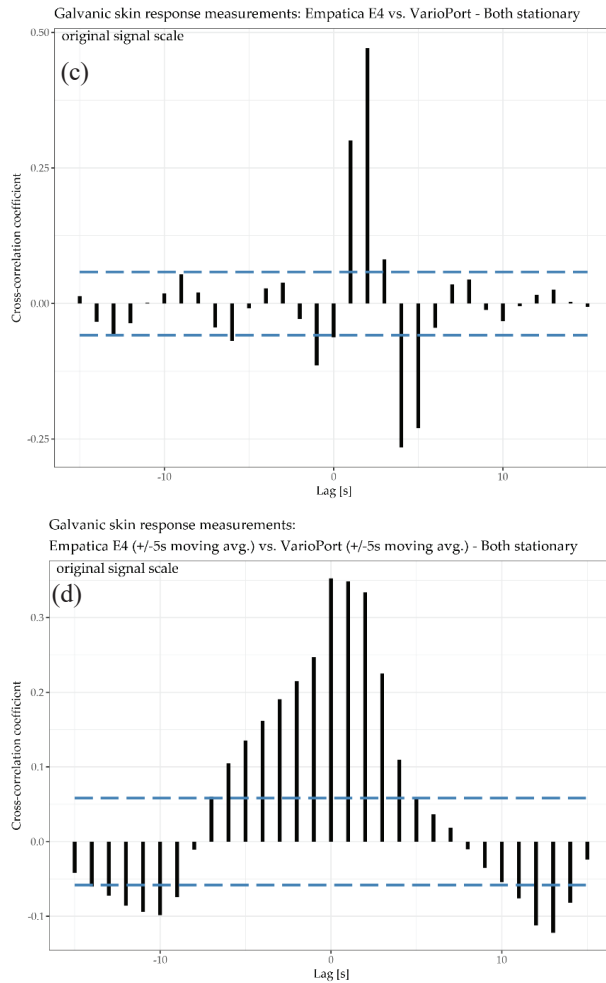 Galvanic skin response measurements: Empatica E4 vs. VarioPort - Both stationary
original signal scale
(c)
0.50
0.25
0.00
-0.25
Cross-correlation coefficient
-10
0
10
Lag [s]
Galvanic skin response measurements:
Empatica E4 (+/-5s moving avg.) vs. VarioPort (+/-5s moving avg.) - Both stationary
original signal scale
(d)
0.3
0.2
0.1
0.0
-0.1
Cross-correlation coefficient
-10
0
10
Lag [s]